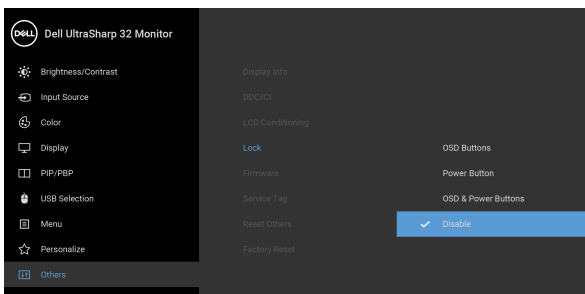 DELL
Dell UltraSharp 32 Monitor
Brightness/Contrast
Input Source
Color
Display
PIP/PBP
USB Selection
Menu
Personalize
Others
Display Info
DDC/CI
LCD Conditioning
Lock
Firmware
Service Tag
Reset Others
Factory Reset
OSD Buttons
Power Button
OSD & Power Buttons
Disable